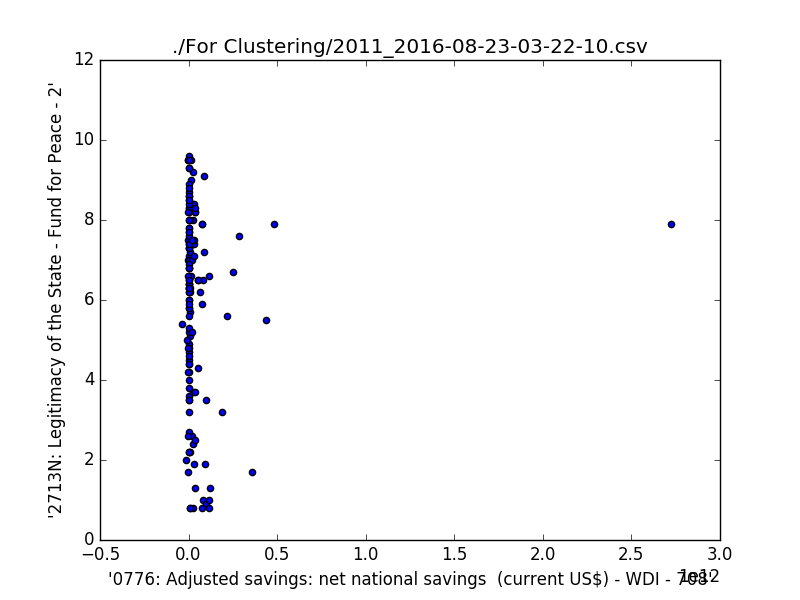 ./For Clustering/2011_2016-08-23-03-22-10.csv
12
10
8
6
4
2
0
'2713N: Legitimacy of the State - Fund for Peace - 2'
−0.5 0.0 0.5 1.0 1.5 2.0 2.5 3.0
1e12
'0776: Adjusted savings: net national savings (current US$) - WDI - 708'